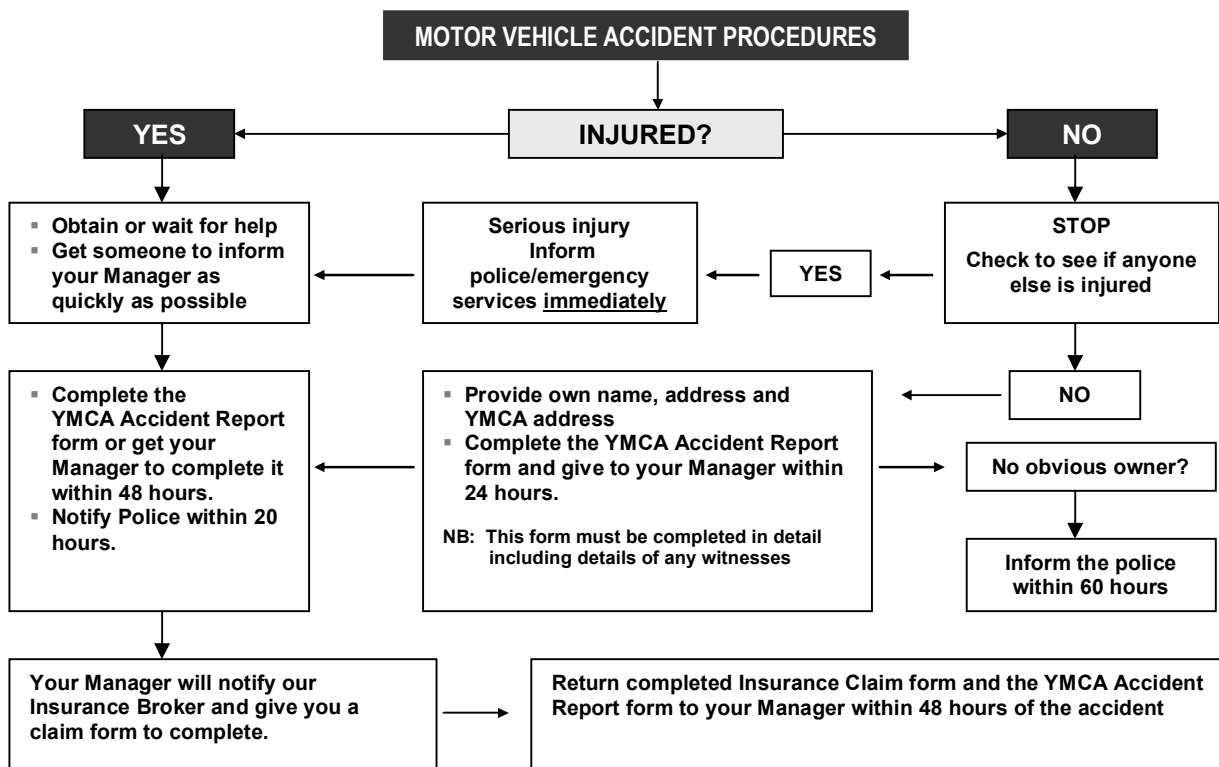 MOTOR VEHICLE ACCIDENT PROCEDURES
YES
INJURED?
NO
▪ Obtain or wait for help
▪ Get someone to inform
your Manager as
quickly as possible
Serious injury
Inform
police/emergency
services immediately
YES
STOP
Check to see if anyone
else is injured
▪ Complete the
YMCA Accident Report
form or get your
Manager to complete it
within 48 hours.
▪ Notify Police within 20
hours.
▪ Provide own name, address and
YMCA address
▪ Complete the YMCA Accident Report
form and give to your Manager within
24 hours.
NB: This form must be completed in detail
including details of any witnesses
NO
No obvious owner?
Inform the police
within 60 hours
Your Manager will notify our
Insurance Broker and give you a
claim form to complete.
Return completed Insurance Claim form and the YMCA Accident
Report form to your Manager within 48 hours of the accident